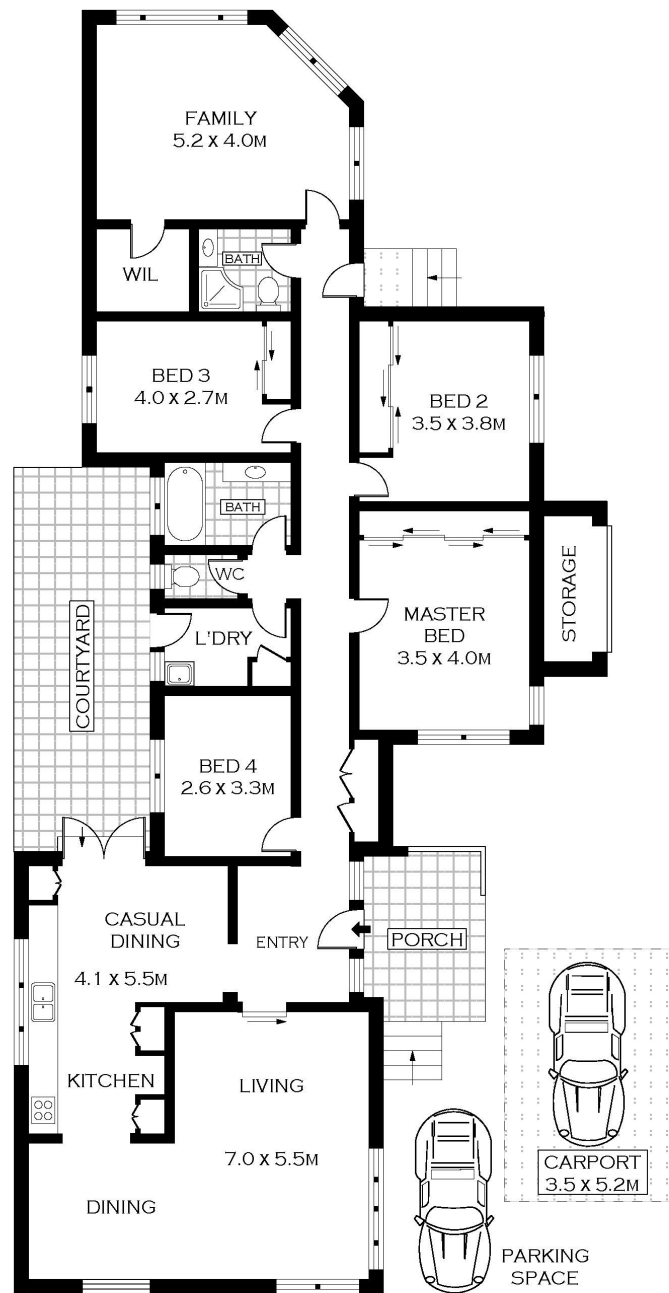 FAMILY
5.2 X 4.0M
WIL
BATH
BED 3
4.0 X 2.7M
BED 2
3.5 X 3.8M
BATH
WC
L'DRY
COURTYARD
MASTER
BED
3.5 X 4.0M
STORAGE
BED 4
2.6 X 3.3M
CASUAL
DINING
4.1 X 5.5M
ENTRY
PORCH
KITCHEN
LIVING
7.0 X 5.5M
DINING
CARPORT
3.5 X 5.2M
PARKING
SPACE